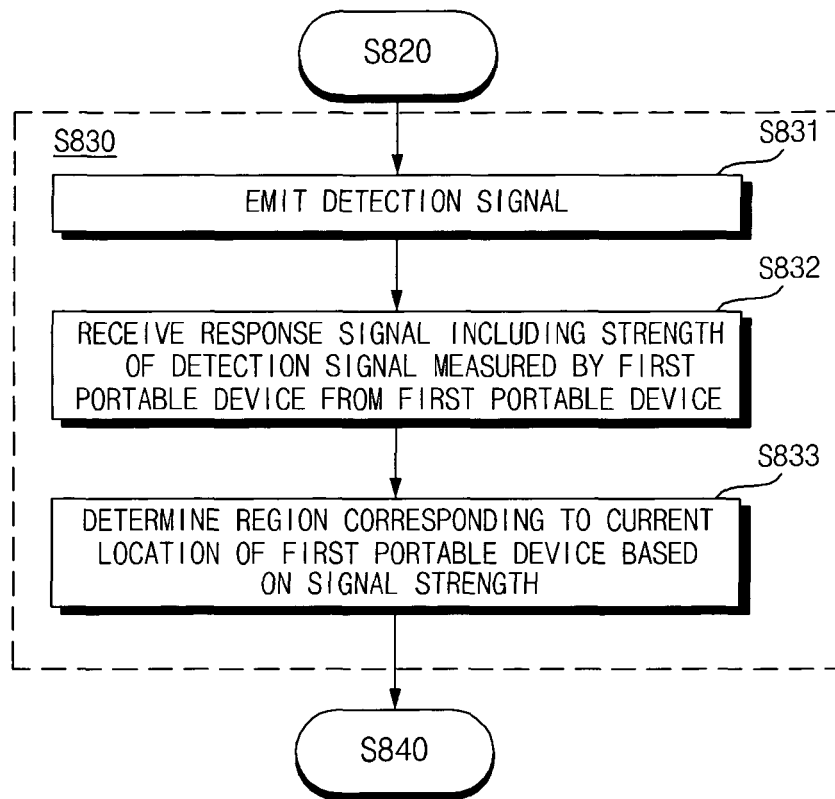 S820
S830
S831
EMIT DETECTION SIGNAL
S832
RECEIVE RESPONSE SIGNAL INCLUDING STRENGTH
OF DETECTION SIGNAL MEASURED BY FIRST
PORTABLE DEVICE FROM FIRST PORTABLE DEVICE
S833
DETERMINE REGION CORRESPONDING TO CURRENT
LOCATION OF FIRST PORTABLE DEVICE BASED
ON SIGNAL STRENGTH
S840